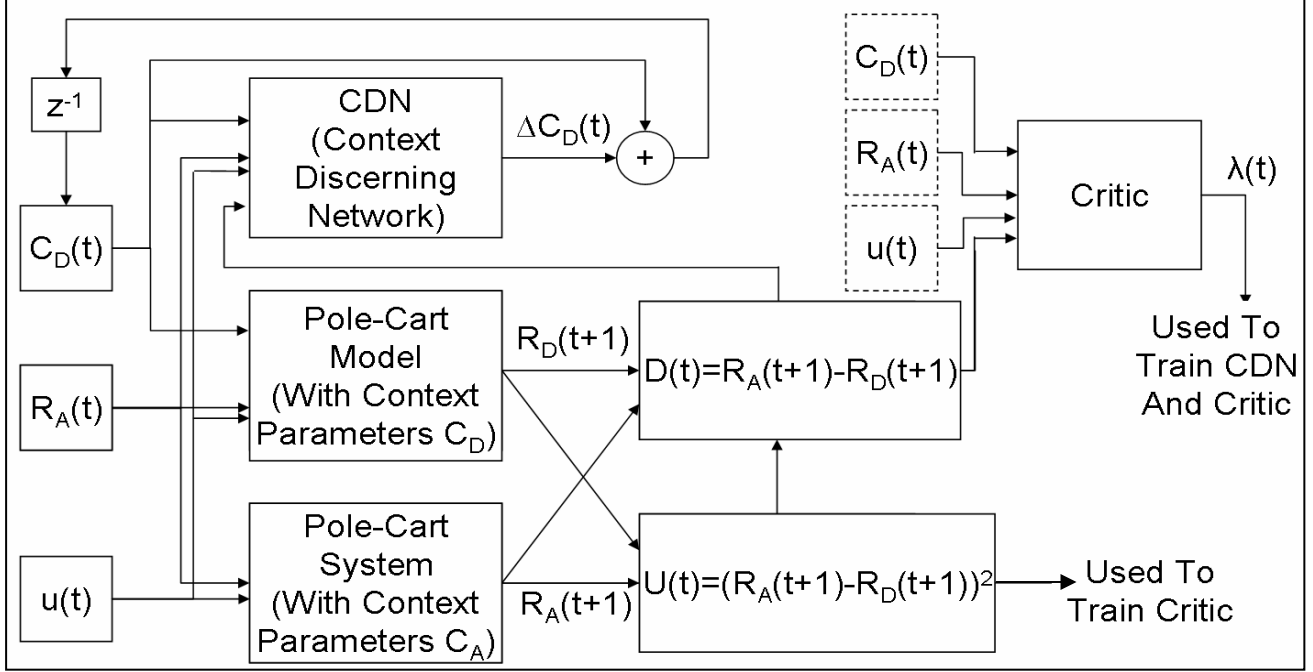 z⁻¹
C_D(t)
R_A(t)
u(t)
CDN
(Context
Discerning
Network)
ΔC_D(t)
+
Pole-Cart
Model
(With Context
Parameters C_D)
R_D(t+1)
Pole-Cart
System
(With Context
Parameters C_A)
R_A(t+1)
D(t)=R_A(t+1)-R_D(t+1)
U(t)=(R_A(t+1)-R_D(t+1))²
Used To
Train Critic
C_D(t)
R_A(t)
u(t)
Critic
λ(t)
Used To
Train CDN
And Critic